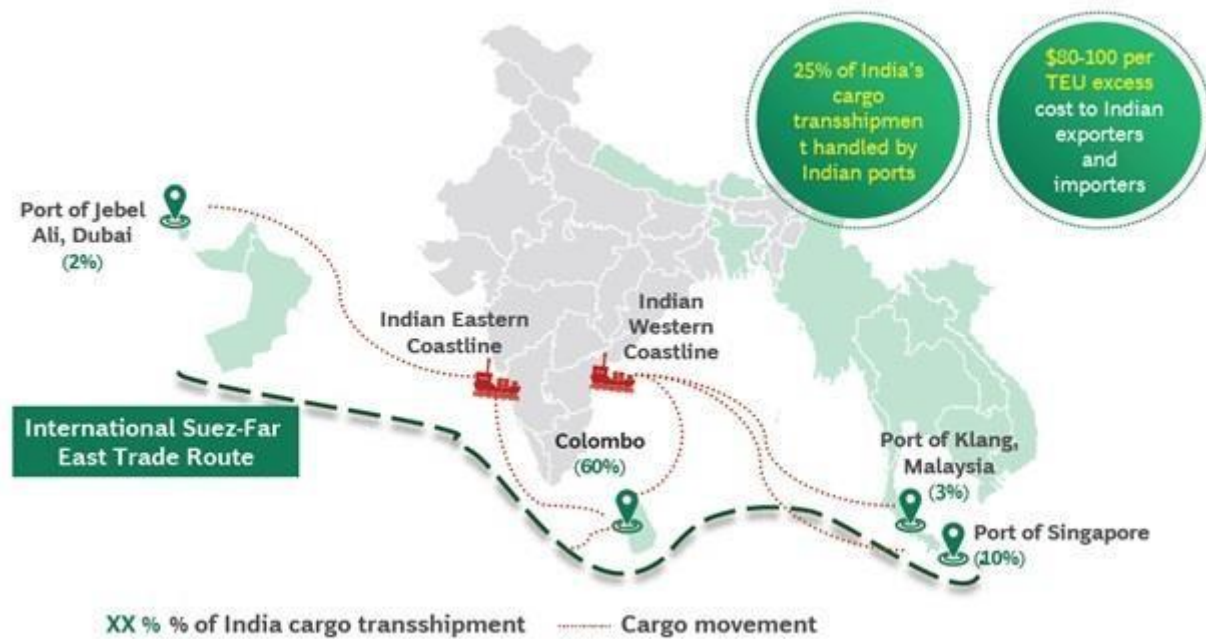 25% of India's
cargo
transshipmen
t handled by
Indian ports
$80-100 per
TEU excess
cost to Indian
exporters
and
importers
Port of Jebel
Ali, Dubai
(2%)
Indian Eastern
Coastline
Indian
Western
Coastline
International Suez-Far
East Trade Route
Colombo
(60%)
Port of Klang,
Malaysia
(3%)
Port of Singapore
(10%)
XX % % of India cargo transshipment
Cargo movement